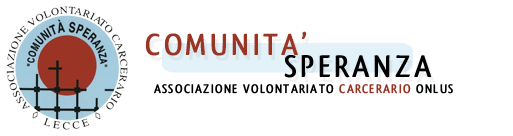 ASSOCIAZIONE VOLONTARIATO CARCERARIO
"COMUNITÀ SPERANZA"
LECCE
COMUNITA'
SPERANZA
ASSOCIAZIONE VOLONTARIATO CARCERARIO ONLUS